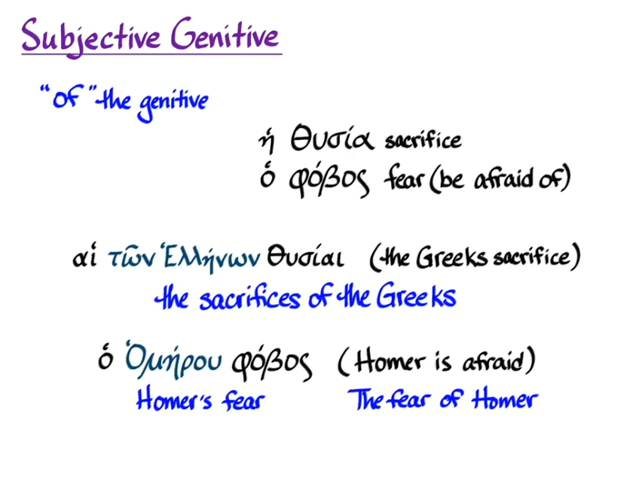 Subjective Genitive
"of" the genitive
ἡ θυσία sacrifice
ὁ φόβος fear (be afraid of)
αἱ τῶν Ἑλλήνων θυσίαι (the Greeks sacrifice)
the sacrifices of the Greeks
ὁ Ὁμήρου φόβος (Homer is afraid)
Homer's fear The fear of Homer